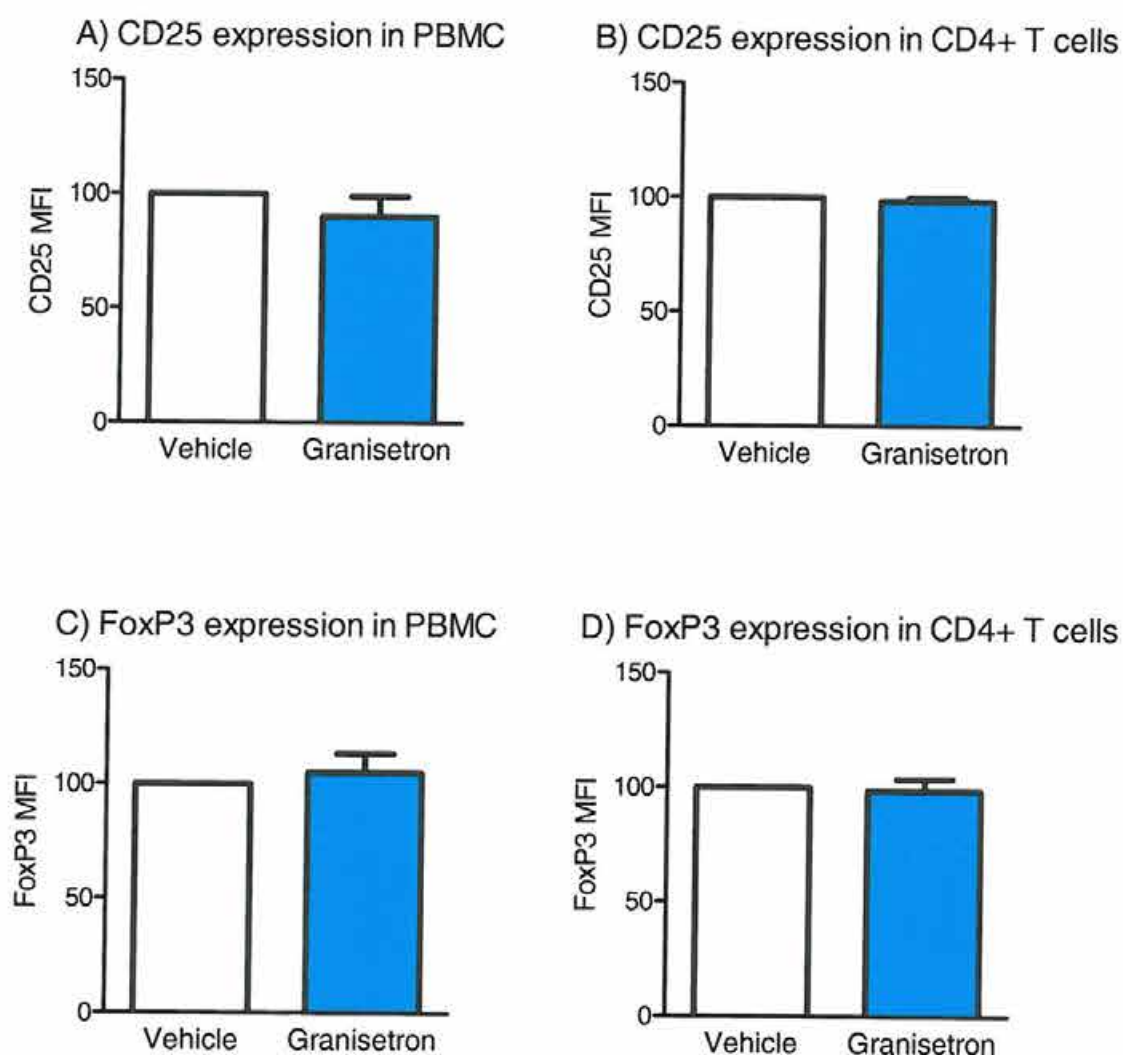 A) CD25 expression in PBMC
150
100
50
0
CD25 MFI
Vehicle Granisetron
B) CD25 expression in CD4+ T cells
150
100
50
0
CD25 MFI
Vehicle Granisetron
C) FoxP3 expression in PBMC
150
100
50
0
FoxP3 MFI
Vehicle Granisetron
D) FoxP3 expression in CD4+ T cells
150
100
50
0
FoxP3 MFI
Vehicle Granisetron